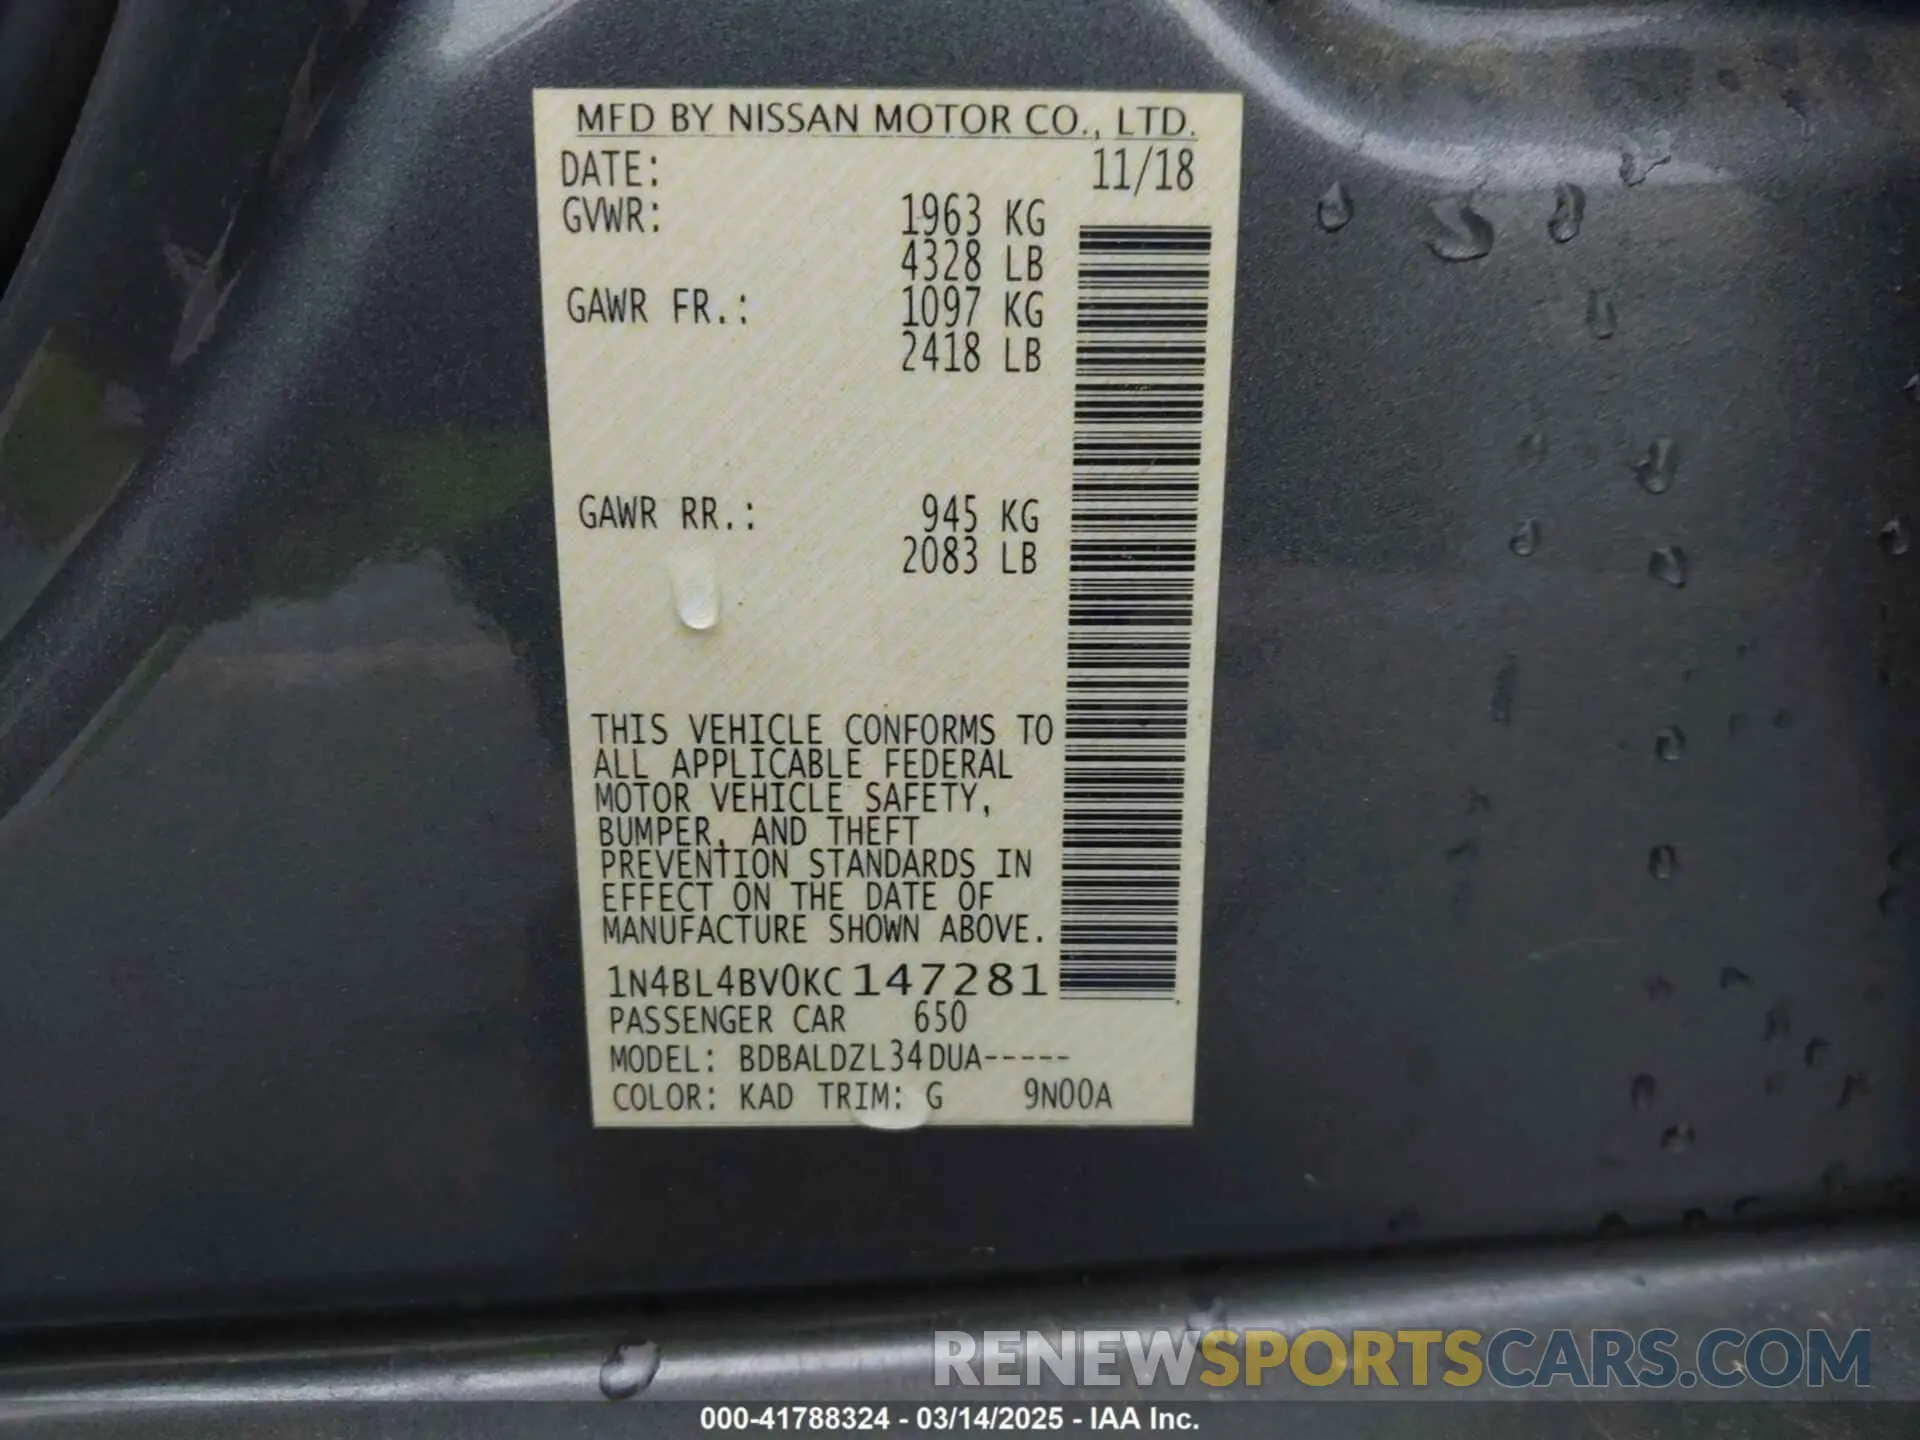 MFD BY NISSAN MOTOR CO., LTD.
DATE: 11/18
GVWR: 1963 KG
4328 LB
GAWR FR.: 1097 KG
2418 LB
GAWR RR.: 945 KG
2083 LB
THIS VEHICLE CONFORMS TO
ALL APPLICABLE FEDERAL
MOTOR VEHICLE SAFETY,
BUMPER, AND THEFT
PREVENTION STANDARDS IN
EFFECT ON THE DATE OF
MANUFACTURE SHOWN ABOVE.
1N4BL4BV0KC147281
PASSENGER CAR 650
MODEL: BDBALDZL34DUA-----
COLOR: KAD TRIM: G 9N00A
RENEWSPORTSCARS.COM
000-41788324 - 03/14/2025 - IAA Inc.